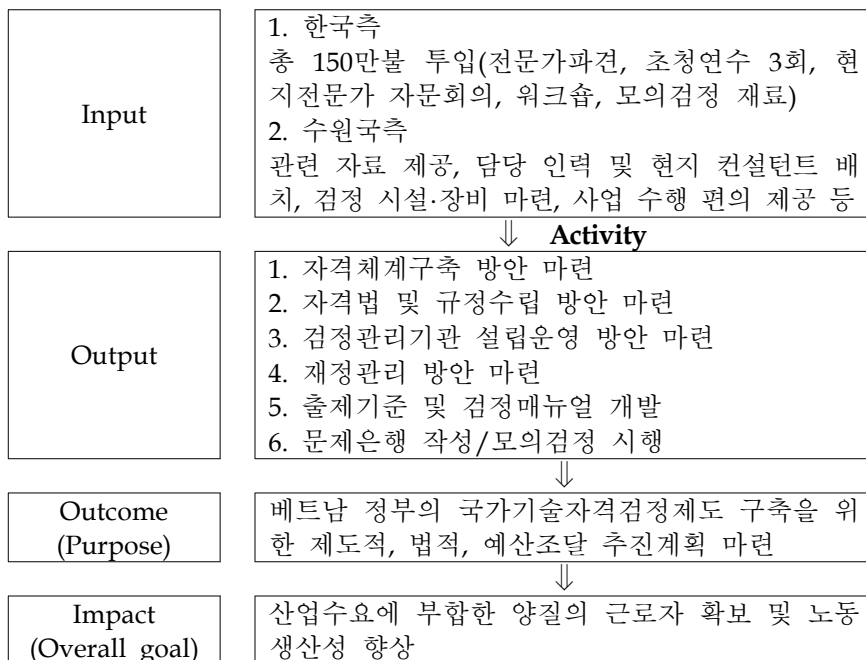 Input
1. 한국측
총 150만불 투입(전문가파견, 초청연수 3회, 현
지전문가 자문회의, 워크숍, 모의검정 재료)
2. 수원국측
관련 자료 제공, 담당 인력 및 현지 컨설턴트 배
치, 검정 시설·장비 마련, 사업 수행 편의 제공 등
⇓ Activity
Output
1. 자격체계구축 방안 마련
2. 자격법 및 규정수립 방안 마련
3. 검정관리기관 설립운영 방안 마련
4. 재정관리 방안 마련
5. 출제기준 및 검정매뉴얼 개발
6. 문제은행 작성/모의검정 시행
⇓
Outcome
(Purpose)
베트남 정부의 국가기술자격검정제도 구축을 위
한 제도적, 법적, 예산조달 추진계획 마련
⇓
Impact
(Overall goal)
산업수요에 부합한 양질의 근로자 확보 및 노동
생산성 향상